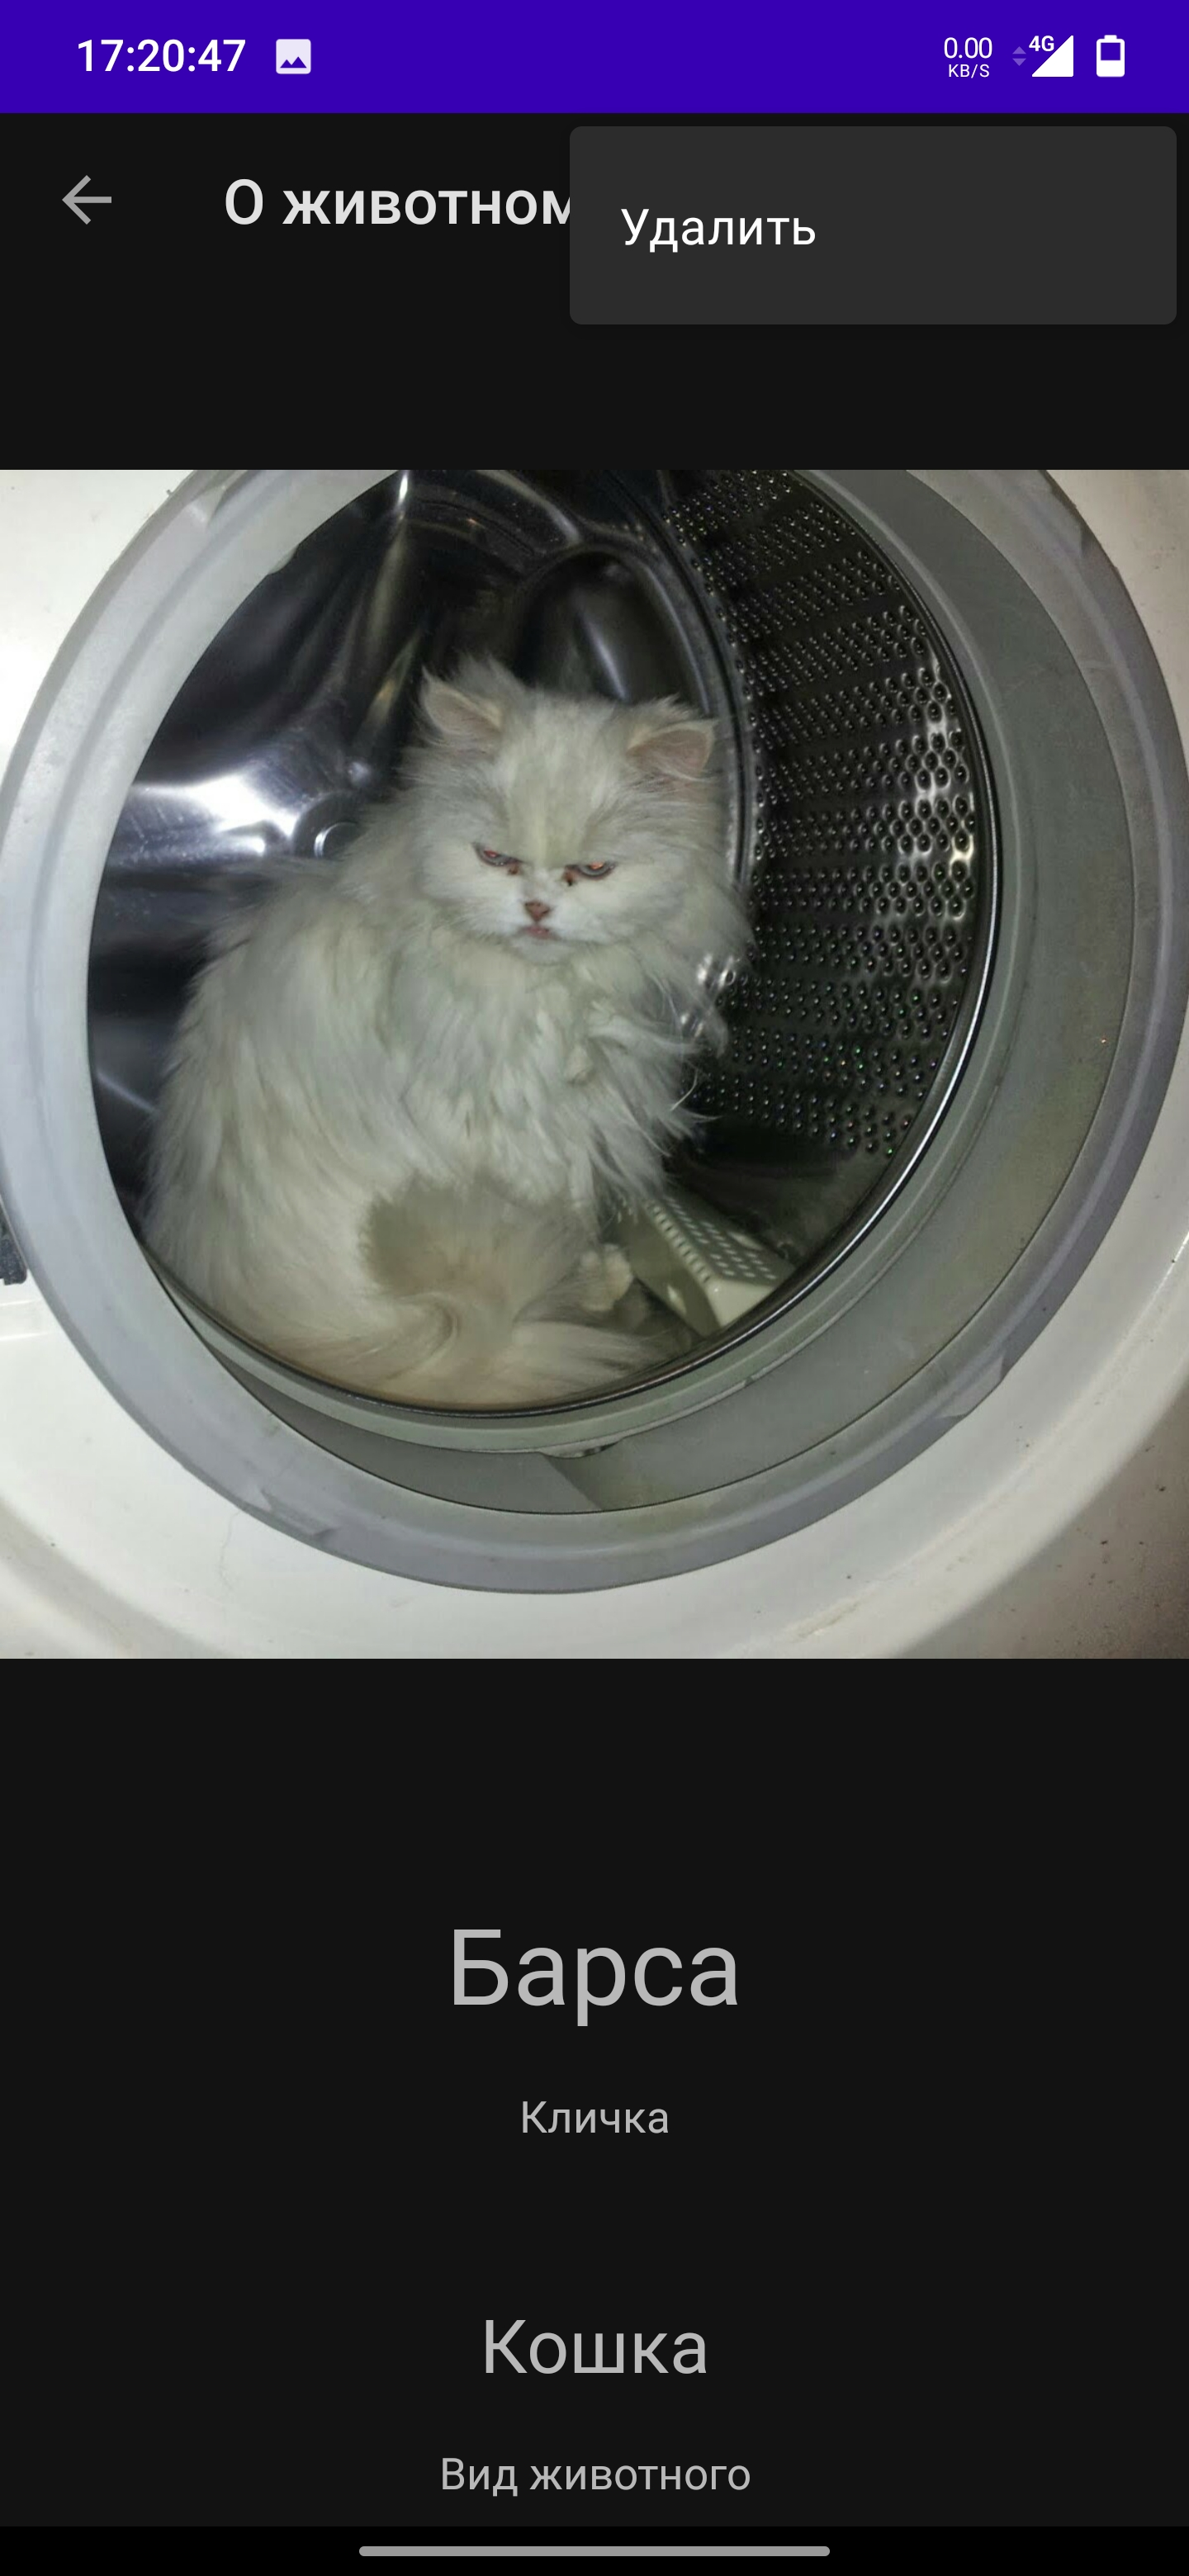 17:20:47
0.00
KB/S
4G
О животном
Удалить
Барса
Кличка
Кошка
Вид животного